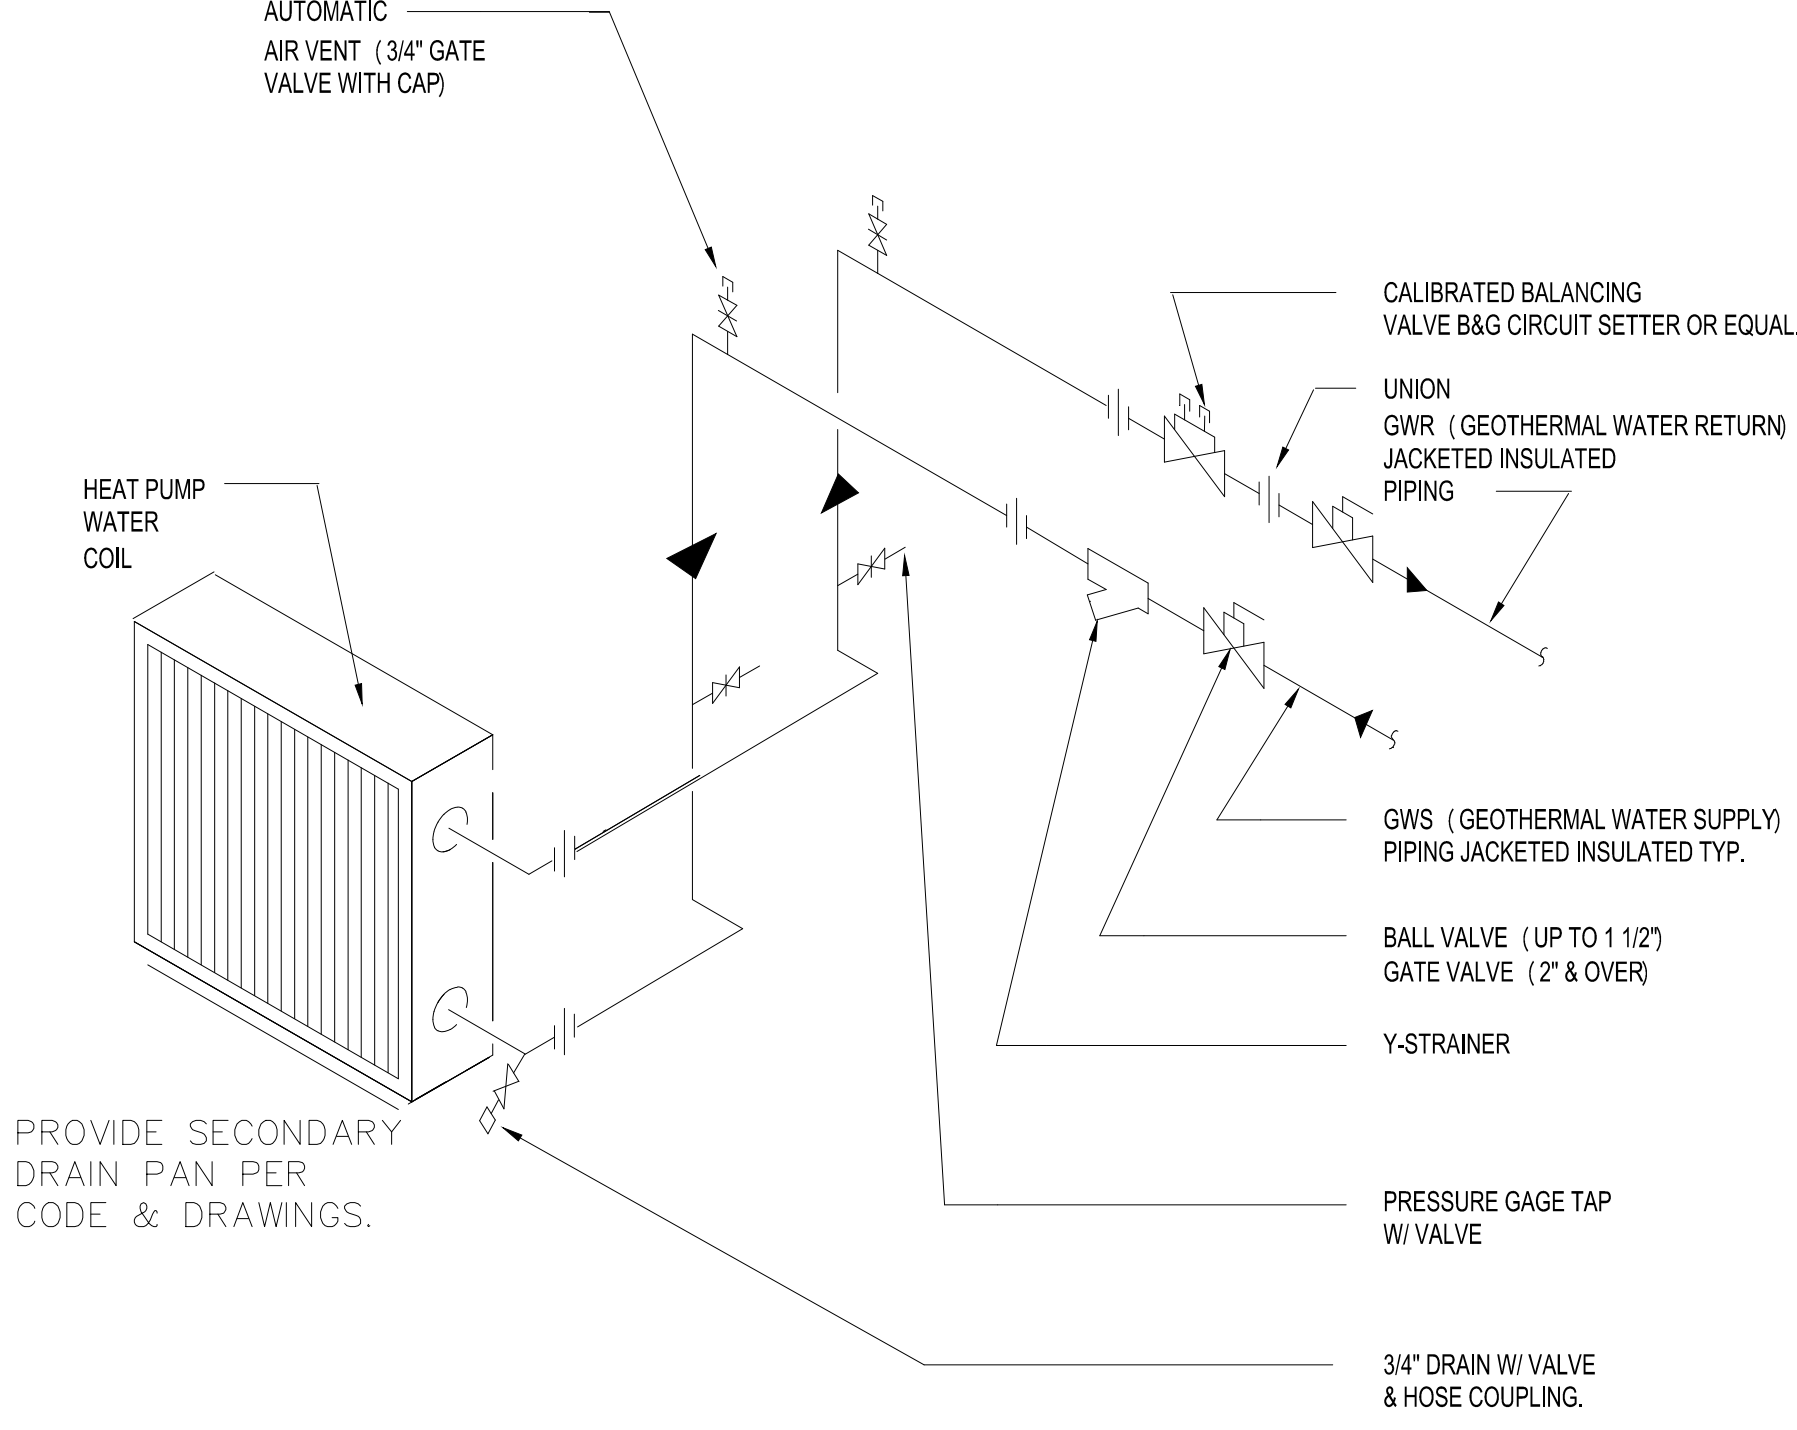 AUTOMATIC
AIR VENT (3/4" GATE
VALVE WITH CAP)
CALIBRATED BALANCING
VALVE B&G CIRCUIT SETTER OR EQUAL.
UNION
GWR (GEOTHERMAL WATER RETURN)
JACKETED INSULATED
PIPING
HEAT PUMP
WATER
COIL
GWS (GEOTHERMAL WATER SUPPLY)
PIPING JACKETED INSULATED TYP.
BALL VALVE (UP TO 1 1/2")
GATE VALVE (2" & OVER)
Y-STRAINER
PROVIDE SECONDARY
DRAIN PAN PER
CODE & DRAWINGS.
PRESSURE GAGE TAP
W/ VALVE
3/4" DRAIN W/ VALVE
& HOSE COUPLING.